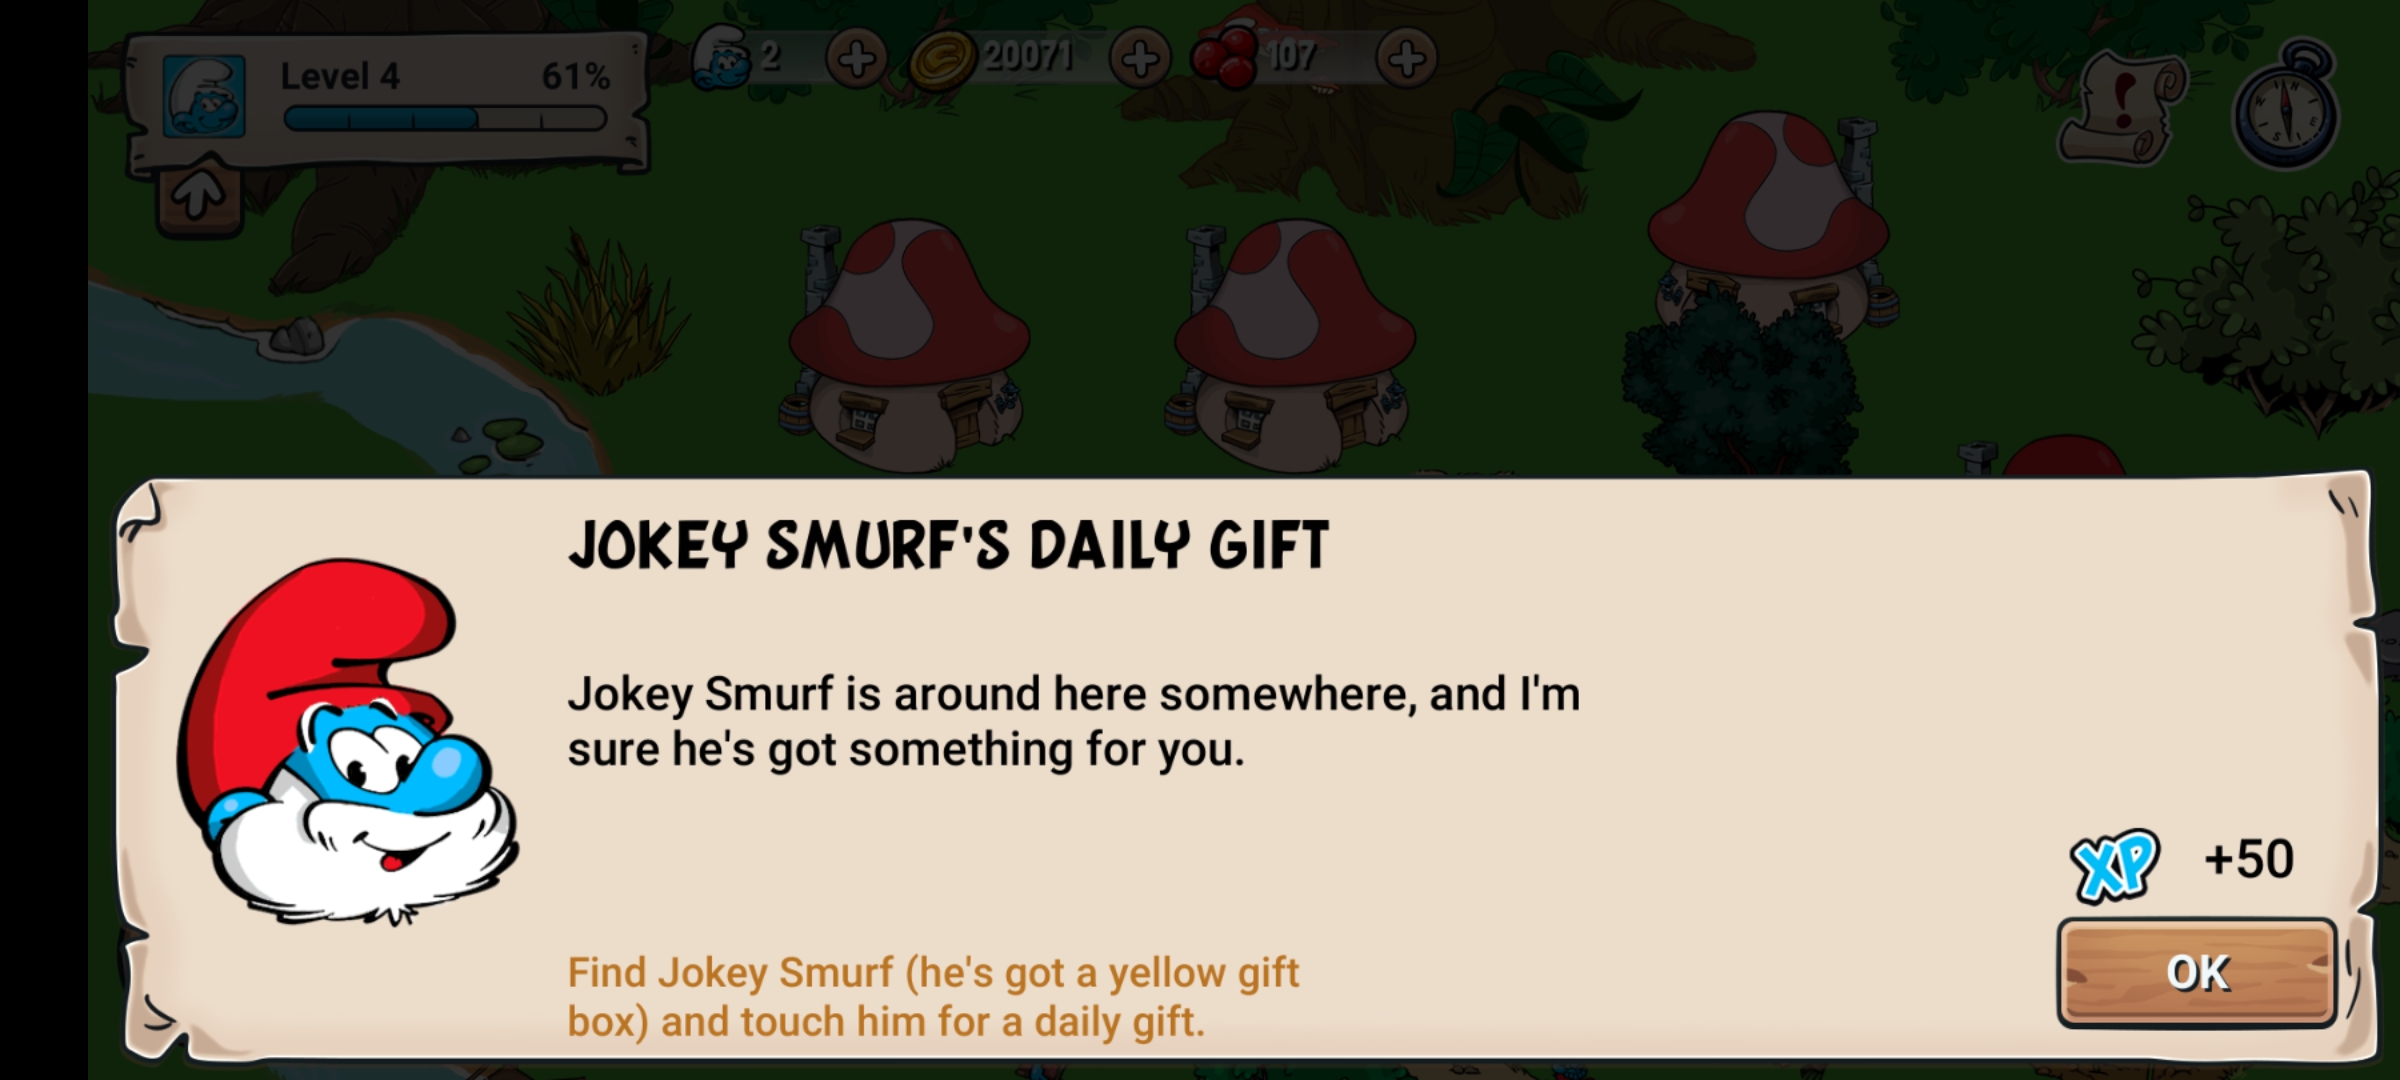 Level 4 61%
2
20071
107
JOKEY SMURF'S DAILY GIFT
Jokey Smurf is around here somewhere, and I'm
sure he's got something for you.
XP +50
Find Jokey Smurf (he's got a yellow gift
box) and touch him for a daily gift.
OK